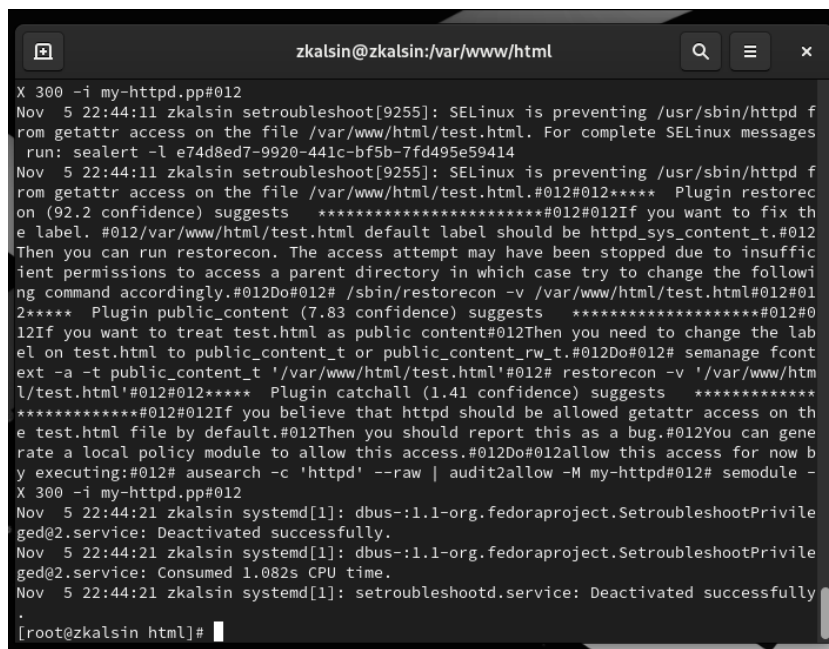 zkalsin@zkalsin:/var/www/html
X 300 -i my-httpd.pp#012
Nov  5 22:44:11 zkalsin setroubleshoot[9255]: SELinux is preventing /usr/sbin/httpd f
rom getattr access on the file /var/www/html/test.html. For complete SELinux messages
 run: sealert -l e74d8ed7-9920-441c-bf5b-7fd495e59414
Nov  5 22:44:11 zkalsin setroubleshoot[9255]: SELinux is preventing /usr/sbin/httpd f
rom getattr access on the file /var/www/html/test.html.#012#012*****  Plugin restorec
on (92.2 confidence) suggests   ************************#012#012If you want to fix th
e label. #012/var/www/html/test.html default label should be httpd_sys_content_t.#012
Then you can run restorecon. The access attempt may have been stopped due to insuffic
ient permissions to access a parent directory in which case try to change the followi
ng command accordingly.#012Do#012# /sbin/restorecon -v /var/www/html/test.html#012#01
2*****  Plugin public_content (7.83 confidence) suggests   ********************#012#0
12If you want to treat test.html as public content#012Then you need to change the lab
el on test.html to public_content_t or public_content_rw_t.#012Do#012# semanage fcont
ext -a -t public_content_t '/var/www/html/test.html'#012# restorecon -v '/var/www/htm
l/test.html'#012#012*****  Plugin catchall (1.41 confidence) suggests   *************
*************#012#012If you believe that httpd should be allowed getattr access on th
e test.html file by default.#012Then you should report this as a bug.#012You can gene
rate a local policy module to allow this access.#012Do#012allow this access for now b
y executing:#012# ausearch -c 'httpd' --raw | audit2allow -M my-httpd#012# semodule -
X 300 -i my-httpd.pp#012
Nov  5 22:44:21 zkalsin systemd[1]: dbus-:1.1-org.fedoraproject.SetroubleshootPrivile
ged@2.service: Deactivated successfully.
Nov  5 22:44:21 zkalsin systemd[1]: dbus-:1.1-org.fedoraproject.SetroubleshootPrivile
ged@2.service: Consumed 1.082s CPU time.
Nov  5 22:44:21 zkalsin systemd[1]: setroubleshootd.service: Deactivated successfully
.
[root@zkalsin html]#